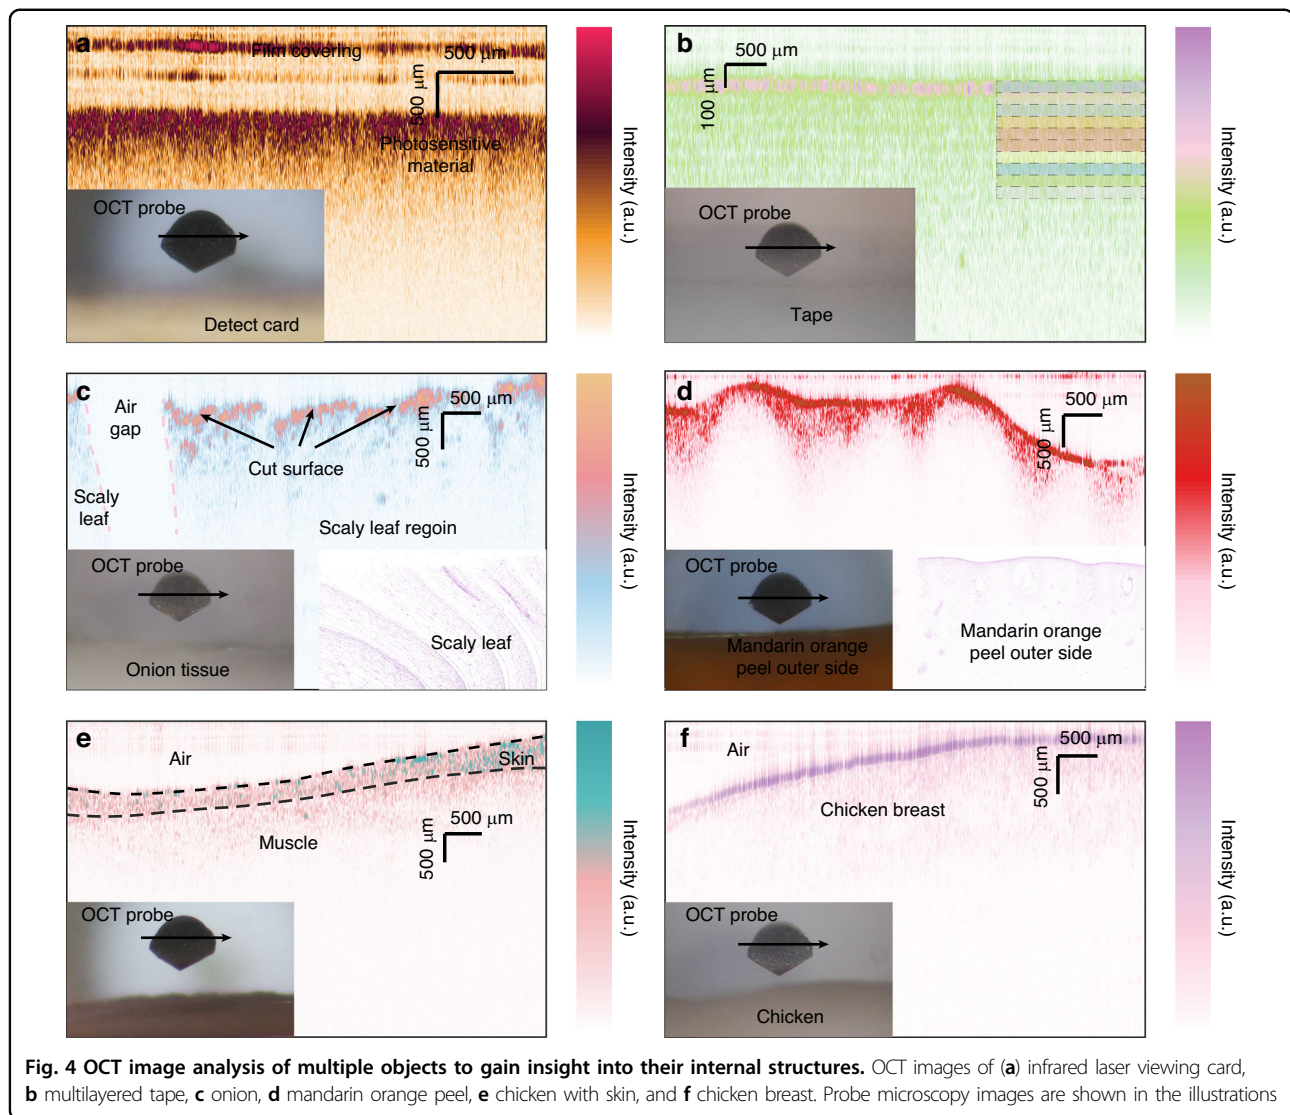 a
Film covering
500 μm
500 μm
Photosensitive
material
OCT probe
Detect card
Intensity (a.u.)
b
500 μm
100 μm
OCT probe
Tape
Intensity (a.u.)
c
Air
gap
500 μm
500 μm
Cut surface
Scaly
leaf
Scaly leaf regoin
OCT probe
Onion tissue
Scaly leaf
Intensity (a.u.)
d
500 μm
500 μm
OCT probe
Mandarin orange
peel outer side
Mandarin orange
peel outer side
Intensity (a.u.)
e
Air
Skin
500 μm
500 μm
Muscle
OCT probe
Intensity (a.u.)
f
Air
500 μm
500 μm
Chicken breast
OCT probe
Chicken
Intensity (a.u.)
Fig. 4 OCT image analysis of multiple objects to gain insight into their internal structures. OCT images of (a) infrared laser viewing card,
b multilayered tape, c onion, d mandarin orange peel, e chicken with skin, and f chicken breast. Probe microscopy images are shown in the illustrations